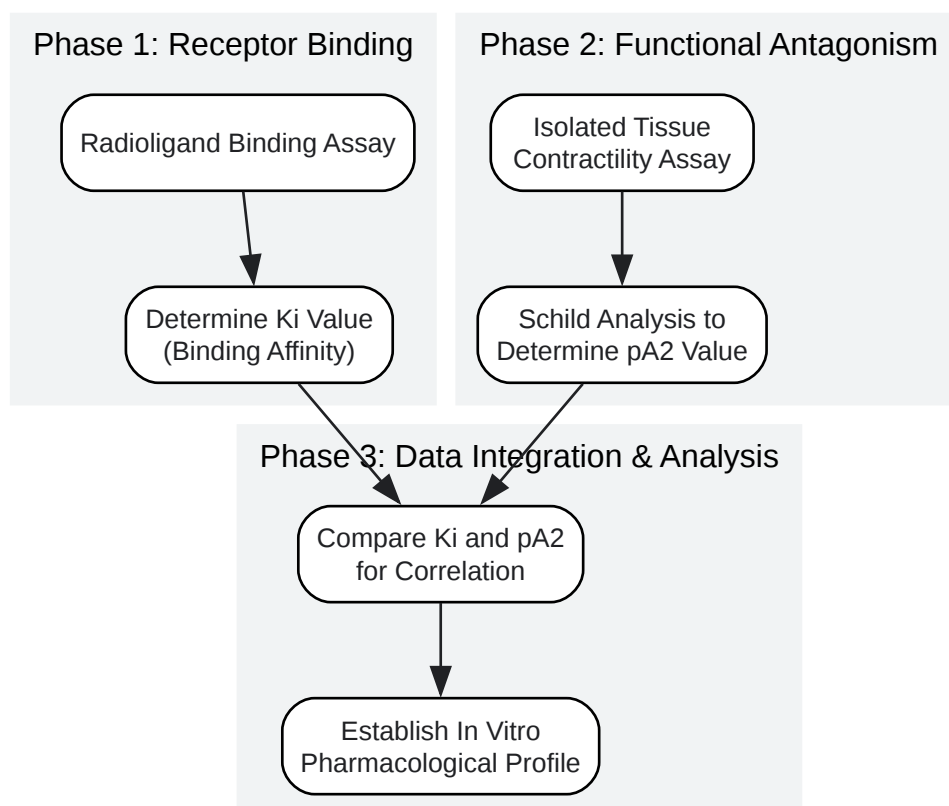 Phase 1: Receptor Binding
Radioligand Binding Assay
Determine Ki Value
(Binding Affinity)
Phase 2: Functional Antagonism
Isolated Tissue
Contractility Assay
Schild Analysis to
Determine pA2 Value
Phase 3: Data Integration & Analysis
Compare Ki and pA2
for Correlation
Establish In Vitro
Pharmacological Profile